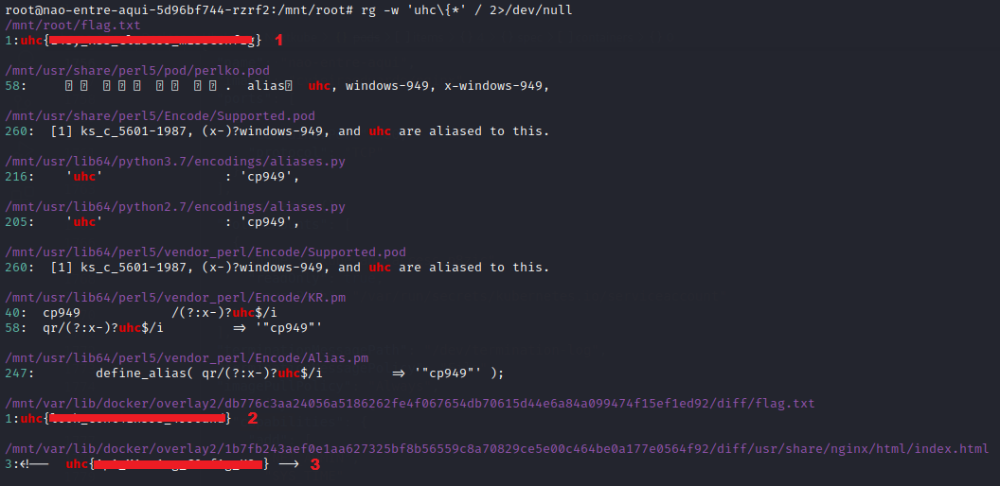 root@nao-entre-aqui-5d96bf744-rzrf2:/mnt/root# rg -w 'uhc\{*' / 2>/dev/null
/mnt/root/flag.txt
1:uhc{ } 1
/mnt/usr/share/perl5/pod/perlko.pod
58: . alias uhc, windows-949, x-windows-949,
/mnt/usr/share/perl5/Encode/Supported.pod
260: [1] ks_c_5601-1987, (x-)?windows-949, and uhc are aliased to this.
/mnt/usr/lib64/python3.7/encodings/aliases.py
216: 'uhc' : 'cp949',
/mnt/usr/lib64/python2.7/encodings/aliases.py
205: 'uhc' : 'cp949',
/mnt/usr/lib64/perl5/vendor_perl/Encode/Supported.pod
260: [1] ks_c_5601-1987, (x-)?windows-949, and uhc are aliased to this.
/mnt/usr/lib64/perl5/vendor_perl/Encode/KR.pm
40: cp949 /(?:x-)?uhc$/i
58: qr/(?:x-)?uhc$/i => '"cp949"'
/mnt/usr/lib64/perl5/vendor_perl/Encode/Alias.pm
247: define_alias( qr/(?:x-)?uhc$/i => '"cp949"' );
/mnt/var/lib/docker/overlay2/db776c3aa24056a5186262fe4f067654db70615d44e6a84a099474f15ef1ed92/diff/flag.txt
1:uhc{ } 2
/mnt/var/lib/docker/overlay2/1b7fb243aef0e1aa627325bf8b56559c8a70829ce5e00c464be0a177e0564f92/diff/usr/share/nginx/html/index.html
3:<!-- uhc{ } --> 3